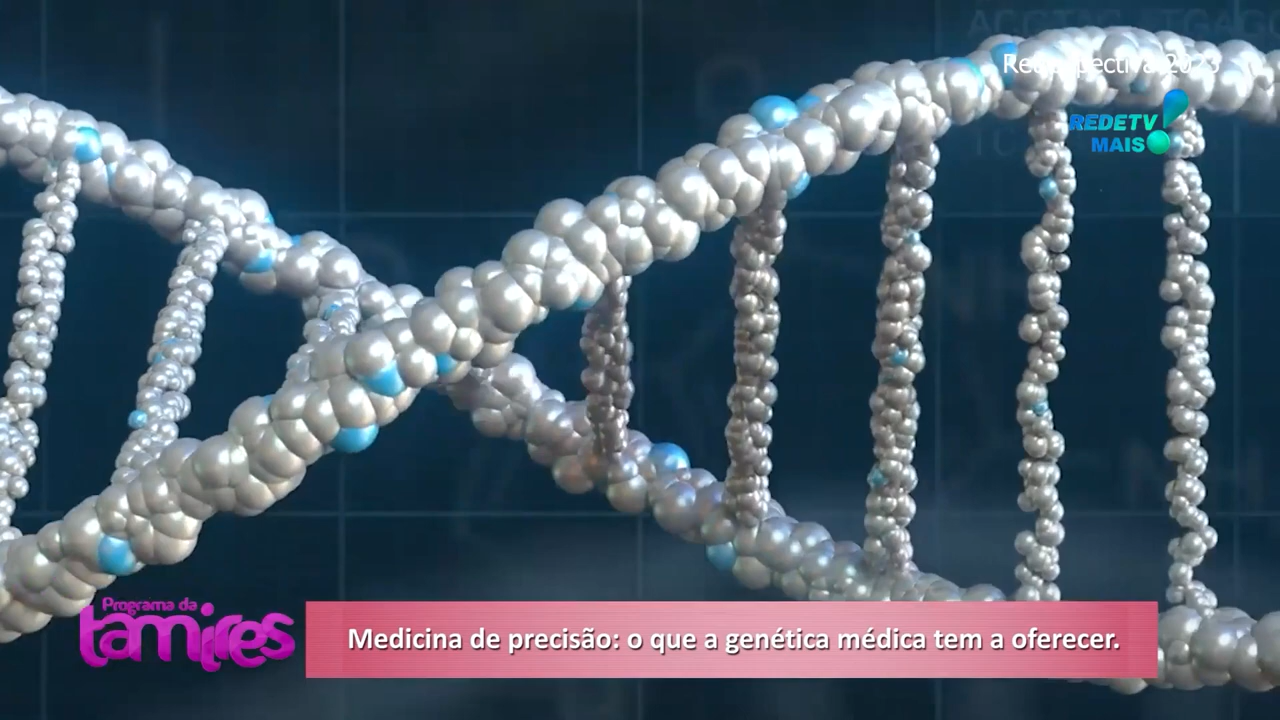 Retrospectiva 2023
REDETV!
MAIS
Programa da
tamires
Medicina de precisão: o que a genética médica tem a oferecer.